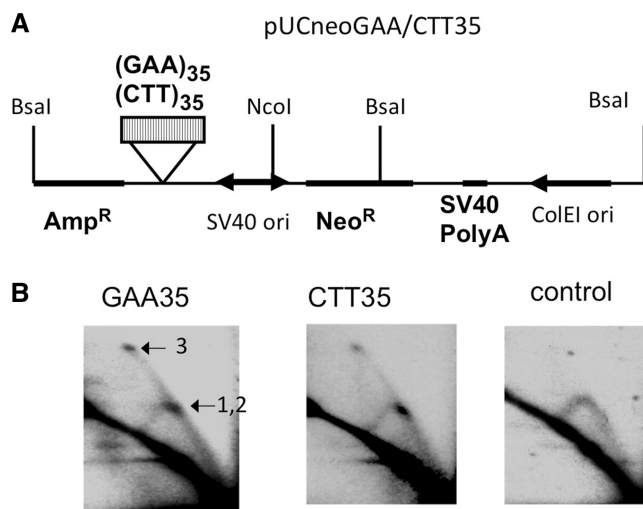 A
pUCneoGAA/CTT35
(GAA)35
(CTT)35
BsaI
NcoI
BsaI
BsaI
AmpR
SV40 ori
NeoR
SV40
PolyA
ColEI ori
B
GAA35
CTT35
control
3
1,2